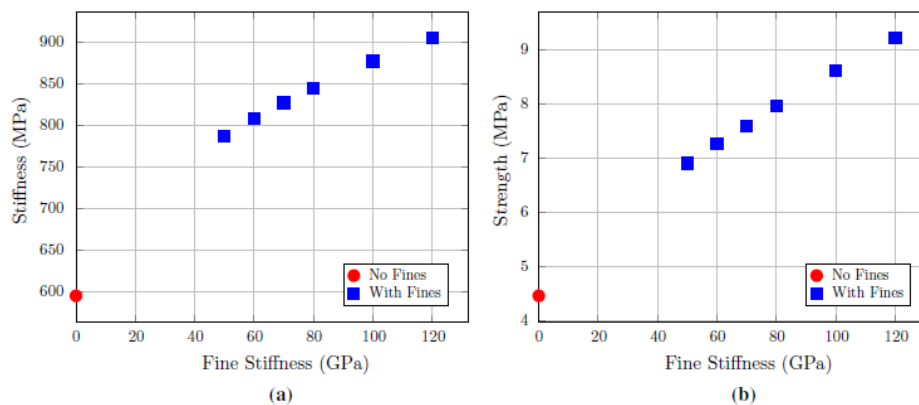 900
850
800
750
700
650
600
Stiffness (MPa)
No Fines
With Fines
0 20 40 60 80 100 120
Fine Stiffness (GPa)
(a)
9
8
7
6
5
4
Strength (MPa)
No Fines
With Fines
0 20 40 60 80 100 120
Fine Stiffness (GPa)
(b)